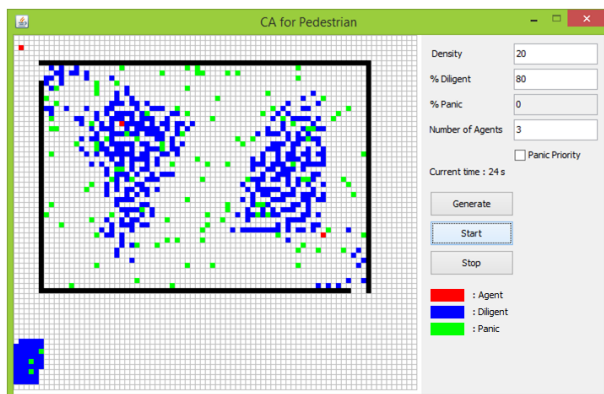 CA for Pedestrian
Density 20
% Diligent 80
% Panic 0
Number of Agents 3
Panic Priority
Current time : 24 s
Generate
Start
Stop
: Agent
: Diligent
: Panic